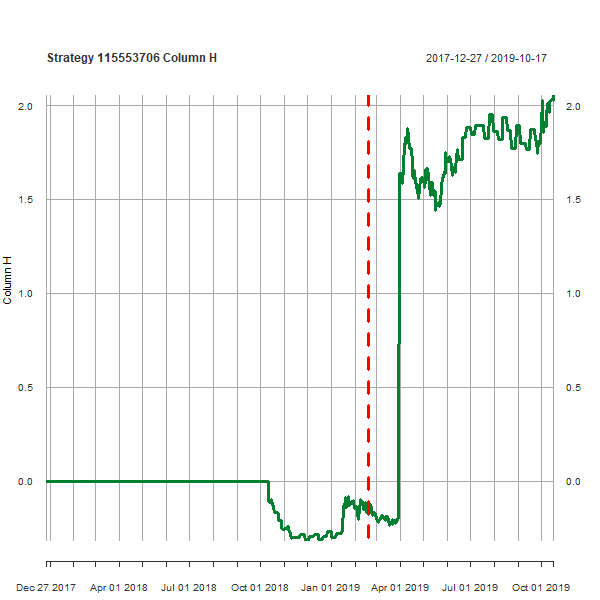 Strategy 115553706 Column H 2017-12-27 / 2019-10-17
2.0 2.0
1.5 1.5
1.0 1.0
0.5 0.5
0.0 0.0
Column H
Dec 27 2017 Apr 01 2018 Jul 01 2018 Oct 01 2018 Jan 01 2019 Apr 01 2019 Jul 01 2019 Oct 01 2019